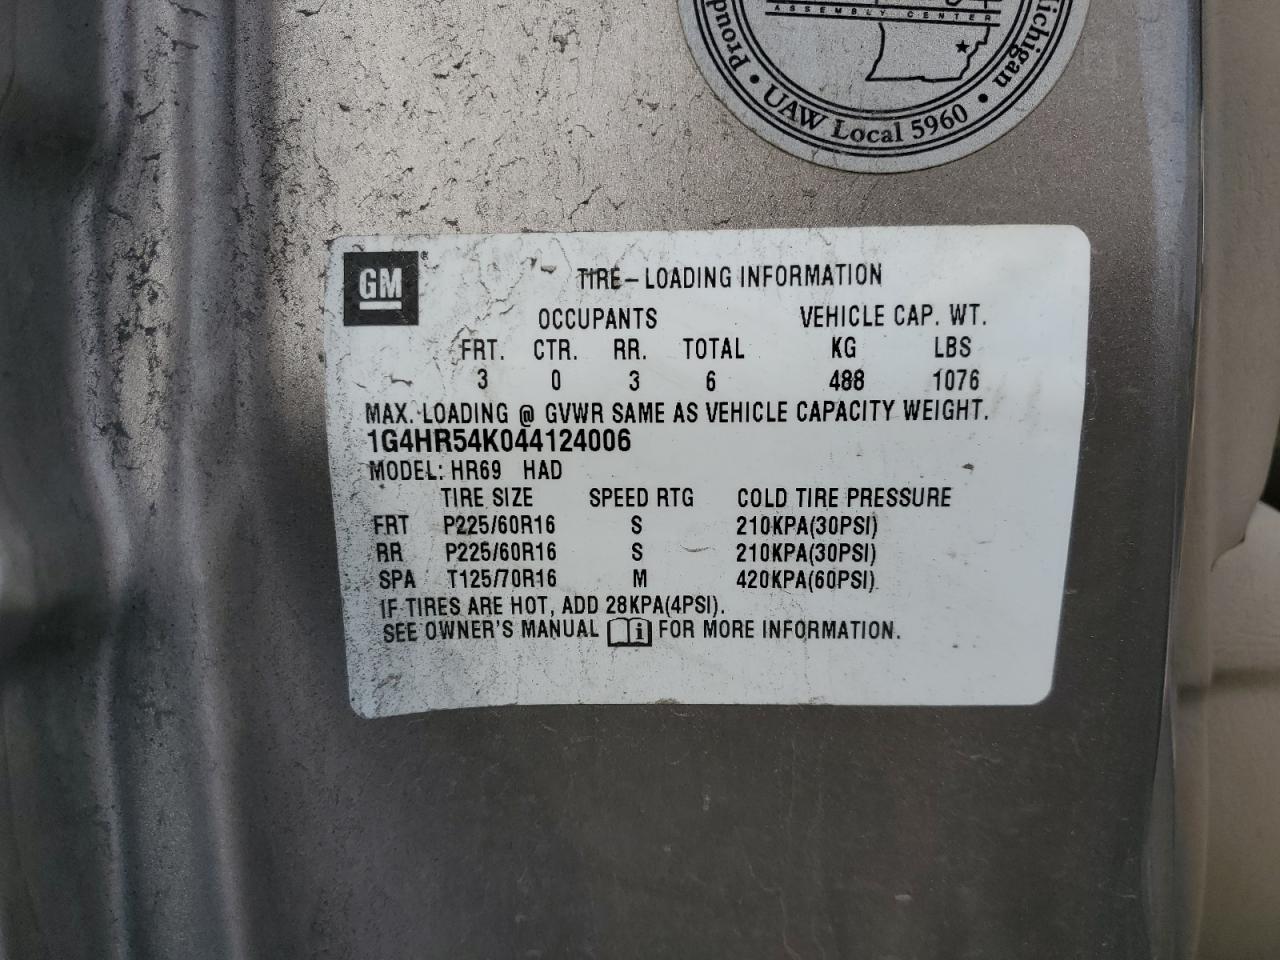 ASSEMBLY CENTER
Proud
UAW Local 5960
GM
TIRE-LOADING INFORMATION
OCCUPANTS VEHICLE CAP. WT.
FRT. CTR. RR. TOTAL KG LBS
3 0 3 6 488 1076
MAX. LOADING @ GVWR SAME AS VEHICLE CAPACITY WEIGHT.
1G4HR54K044124006
MODEL: HR69 HAD
TIRE SIZE SPEED RTG COLD TIRE PRESSURE
FRT P225/60R16 S 210KPA(30PSI)
RR P225/60R16 S 210KPA(30PSI)
SPA T125/70R16 M 420KPA(60PSI)
IF TIRES ARE HOT, ADD 28KPA(4PSI).
SEE OWNER'S MANUAL i FOR MORE INFORMATION.